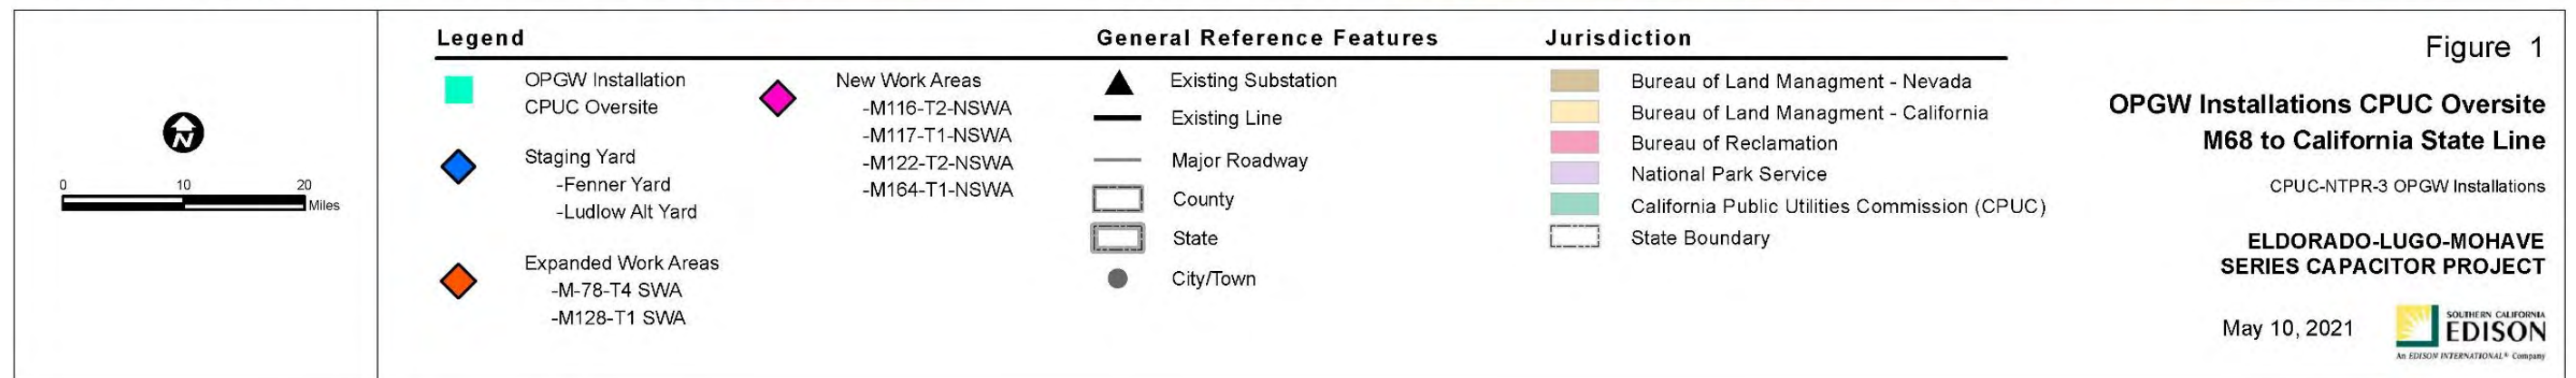 N
0 10 20
Miles
Legend
OPGW Installation
CPUC Oversite
Staging Yard
-Fenner Yard
-Ludlow Alt Yard
Expanded Work Areas
-M-78-T4 SWA
-M128-T1 SWA
New Work Areas
-M116-T2-NSWA
-M117-T1-NSWA
-M122-T2-NSWA
-M164-T1-NSWA
General Reference Features
Existing Substation
Existing Line
Major Roadway
County
State
City/Town
Jurisdiction
Bureau of Land Managment - Nevada
Bureau of Land Managment - California
Bureau of Reclamation
National Park Service
California Public Utilities Commission (CPUC)
State Boundary
Figure 1
OPGW Installations CPUC Oversite
M68 to California State Line
CPUC-NTPR-3 OPGW Installations
ELDORADO-LUGO-MOHAVE
SERIES CAPACITOR PROJECT
May 10, 2021
SOUTHERN CALIFORNIA
EDISON
An EDISON INTERNATIONAL® Company